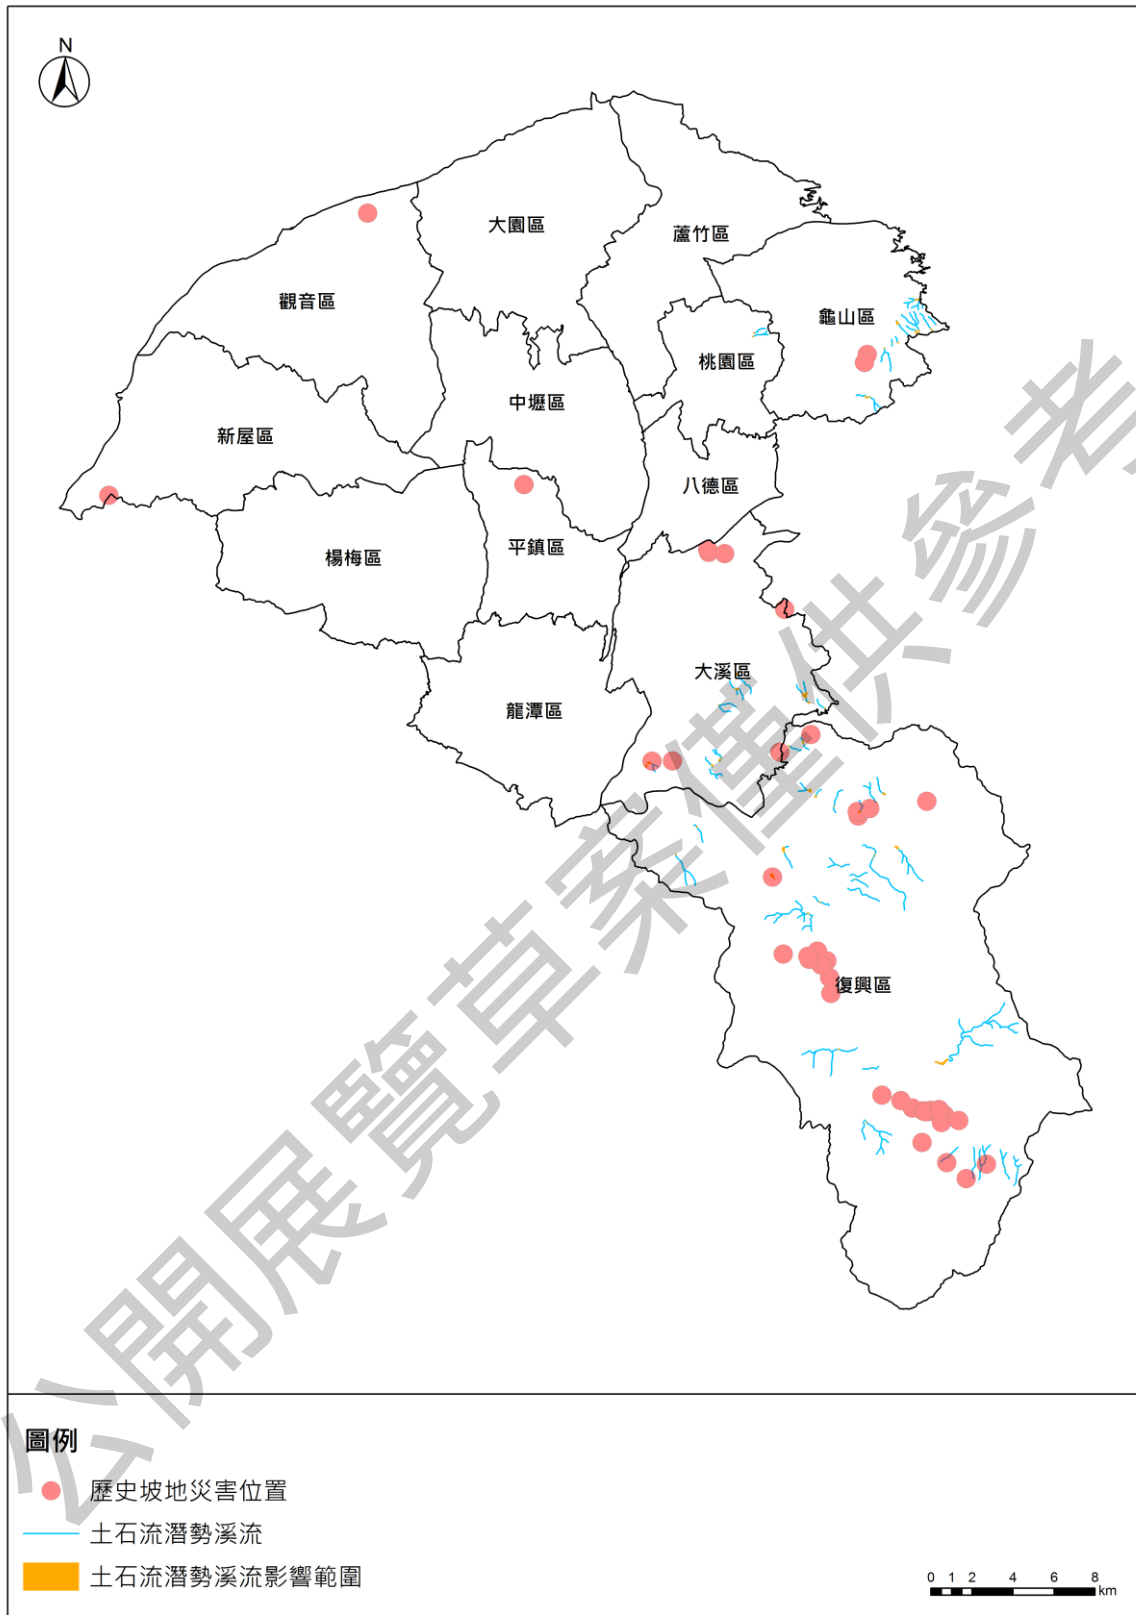 N
大園區
蘆竹區
觀音區
龜山區
桃園區
中壢區
新屋區
八德區
平鎮區
楊梅區
大溪區
龍潭區
復興區
公開展覽草案僅供參考
圖例
歷史坡地災害位置
土石流潛勢溪流
土石流潛勢溪流影響範圍
0 1 2 4 6 8
km